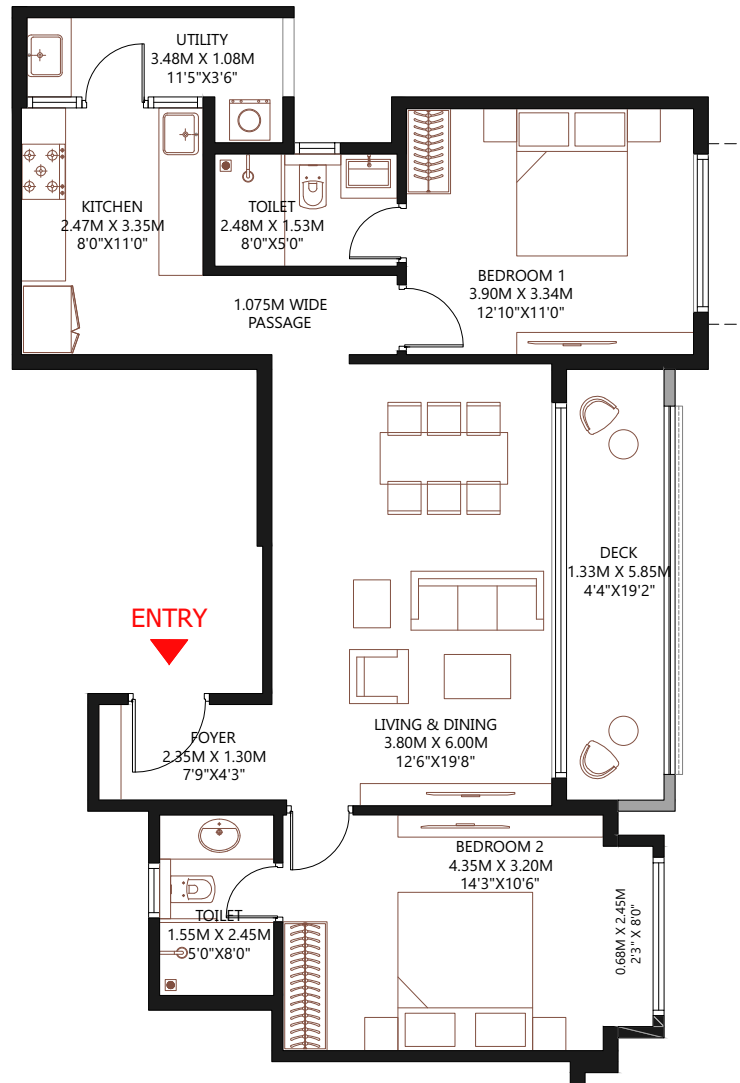 UTILITY
3.48M X 1.08M
11'5"X3'6"
KITCHEN
2.47M X 3.35M
8'0"X11'0"
TOILET
2.48M X 1.53M
8'0"X5'0"
BEDROOM 1
3.90M X 3.34M
12'10"X11'0"
1.075M WIDE
PASSAGE
DECK
1.33M X 5.85M
4'4"X19'2"
ENTRY
FOYER
2.35M X 1.30M
7'9"X4'3"
LIVING & DINING
3.80M X 6.00M
12'6"X19'8"
BEDROOM 2
4.35M X 3.20M
14'3"X10'6"
0.68M X 2.45M
2'3" X 8'0"
TOILET
1.55M X 2.45M
5'0"X8'0"